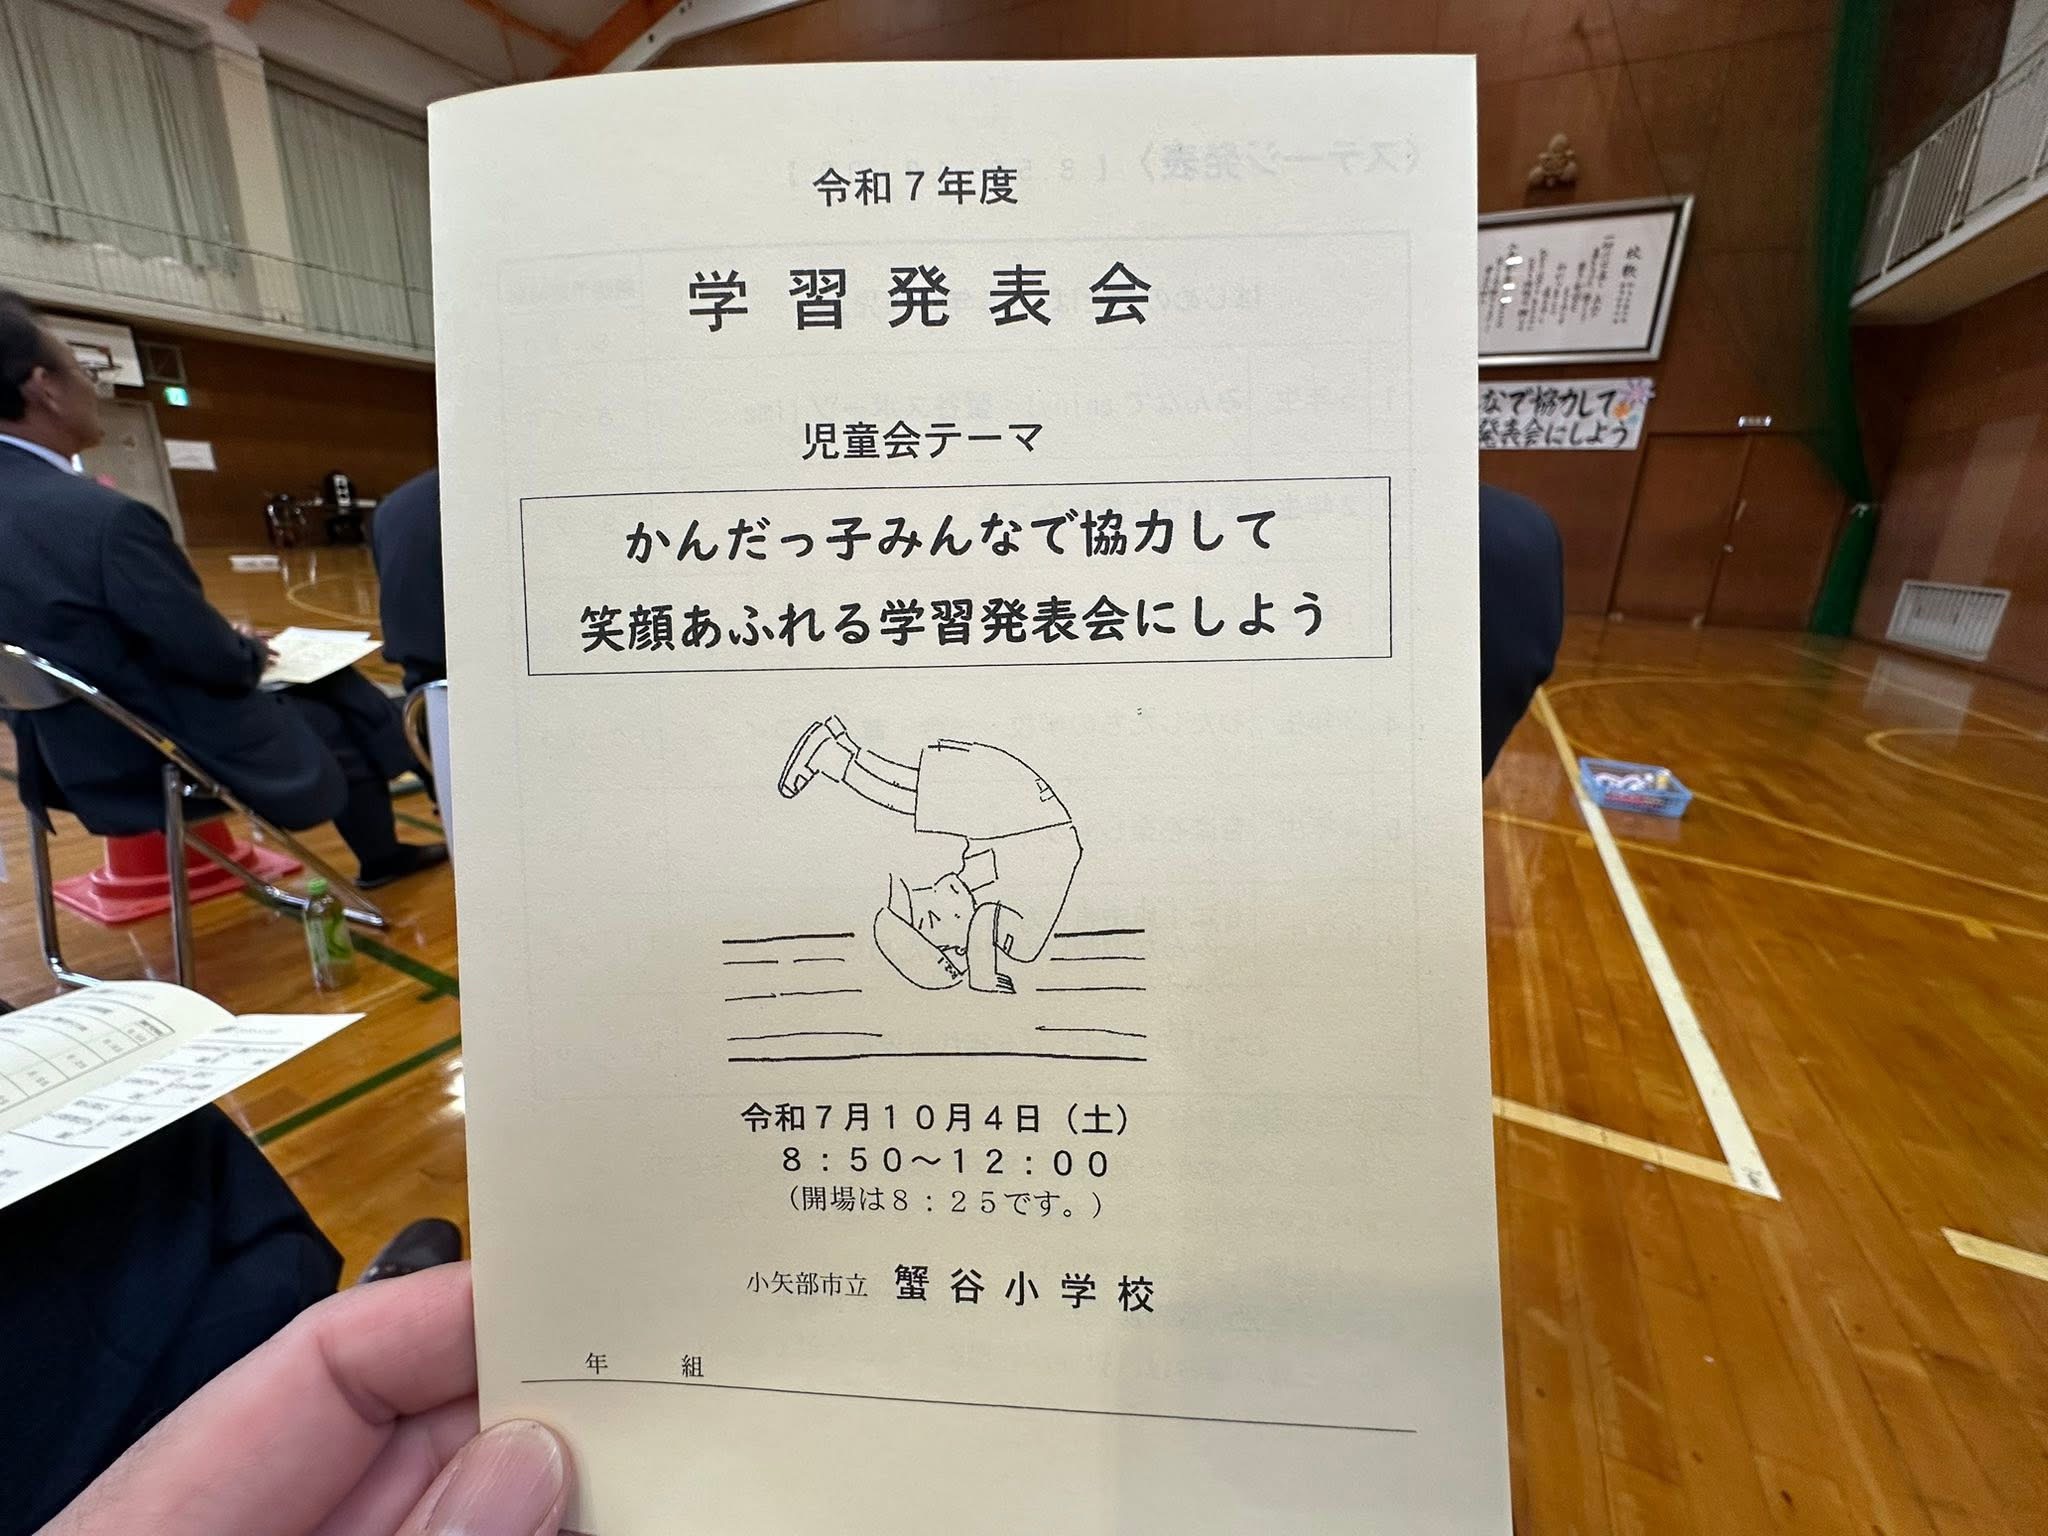 令和７年度
学習発表会
児童会テーマ
かんだっ子みんなで協力して
笑顔あふれる学習発表会にしよう
令和７月１０月４日（土）
８：５０～１２：００
（開場は８：２５です。）
小矢部市立 蟹谷小学校
年 組
校歌
なで協力して
発表会にしよう